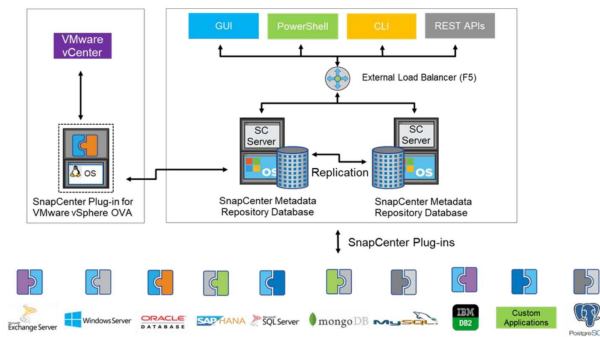 VMware
vCenter
GUI
PowerShell
CLI
REST APIs
External Load Balancer (F5)
SC
Server
OS
SC
Server
OS
Replication
OS
SnapCenter Plug-in for
VMware vSphere OVA
SnapCenter Metadata
Repository Database
SnapCenter Metadata
Repository Database
SnapCenter Plug-ins
Microsoft
Exchange Server
Windows Server
ORACLE
DATABASE
SAP HANA
Microsoft
SQL Server
mongoDB
MySQL
IBM
DB2
Custom
Applications